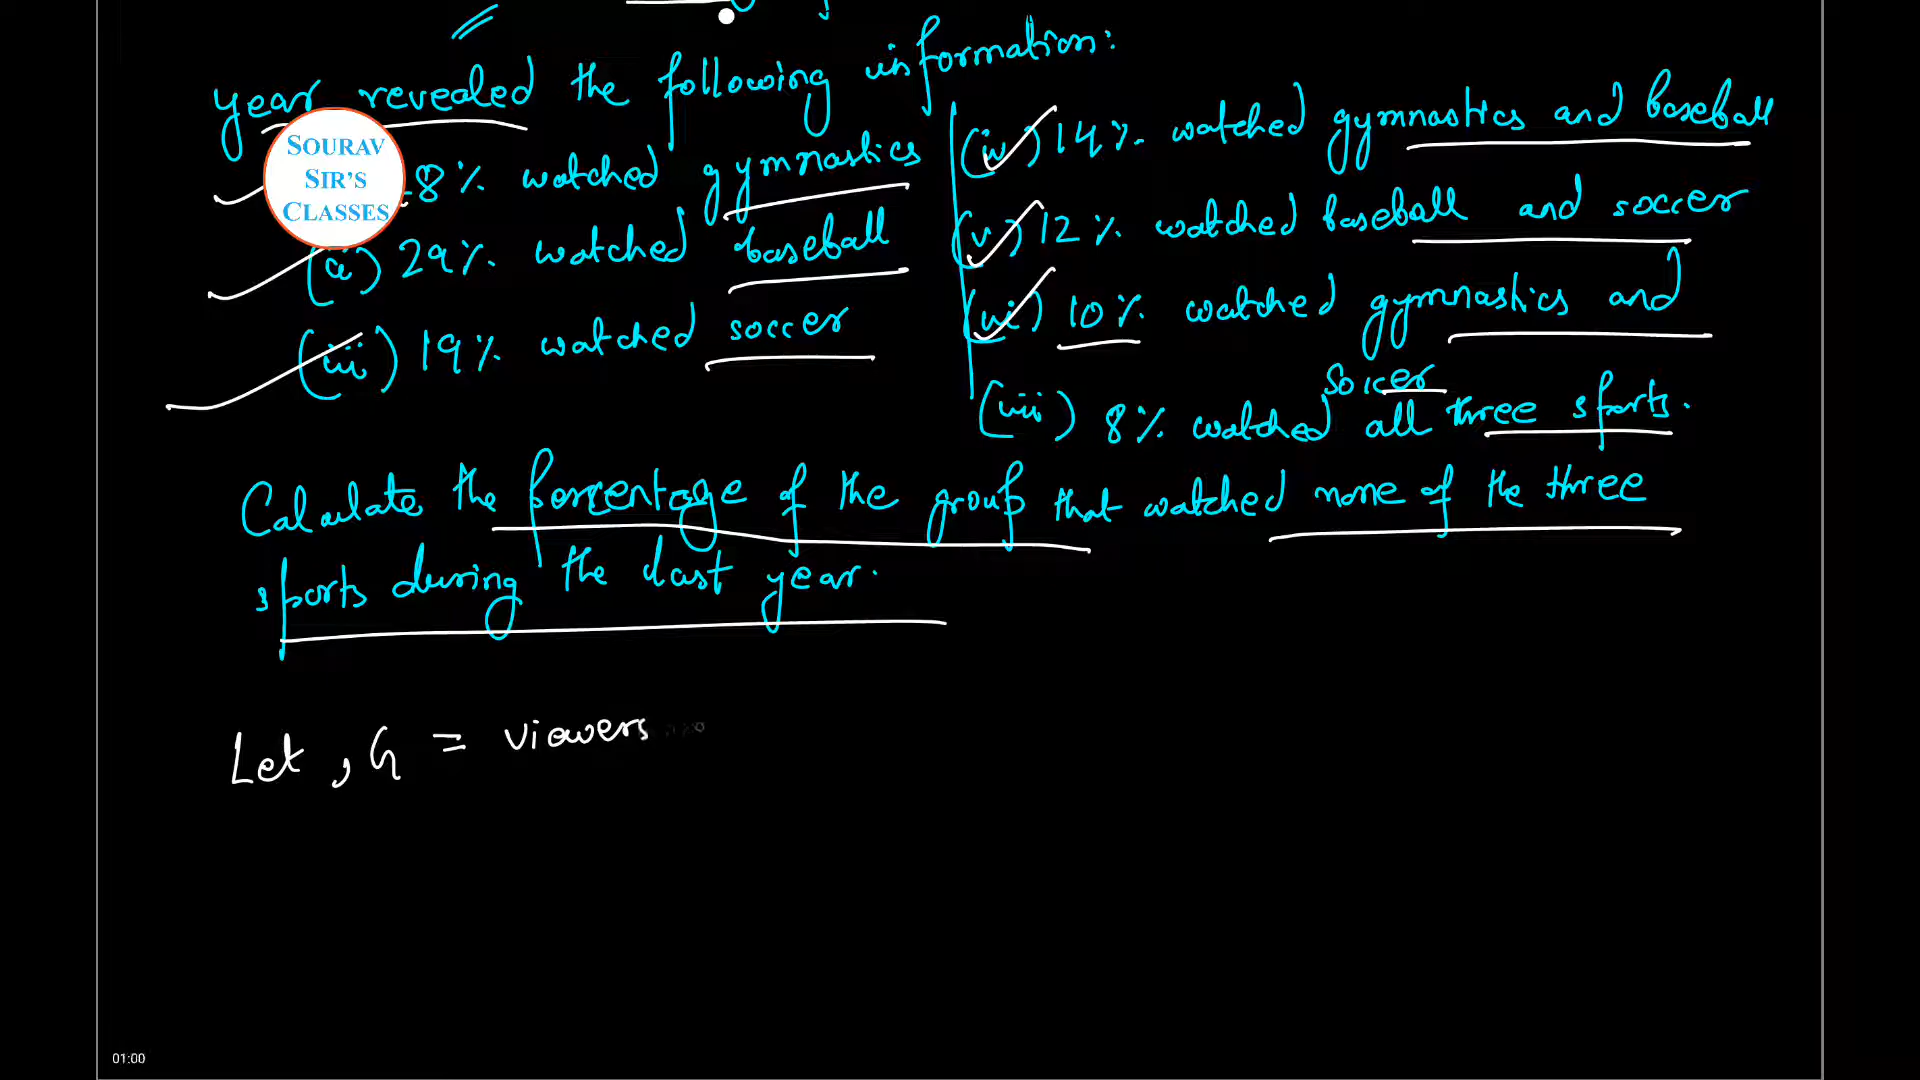 year revealed the following information:
SOURAV
SIR'S
CLASSES
8% watched gymnastics
(ii) 29% watched baseball
(iii) 19% watched soccer
(iv) 14% watched gymnastics and baseball
(v) 12% watched baseball and soccer
(vi) 10% watched gymnastics and
soccer
(vii) 8% watched all three sports.
Calculate the percentage of the group that watched none of the three
sports during the last year.
Let, G = viewers
01:00